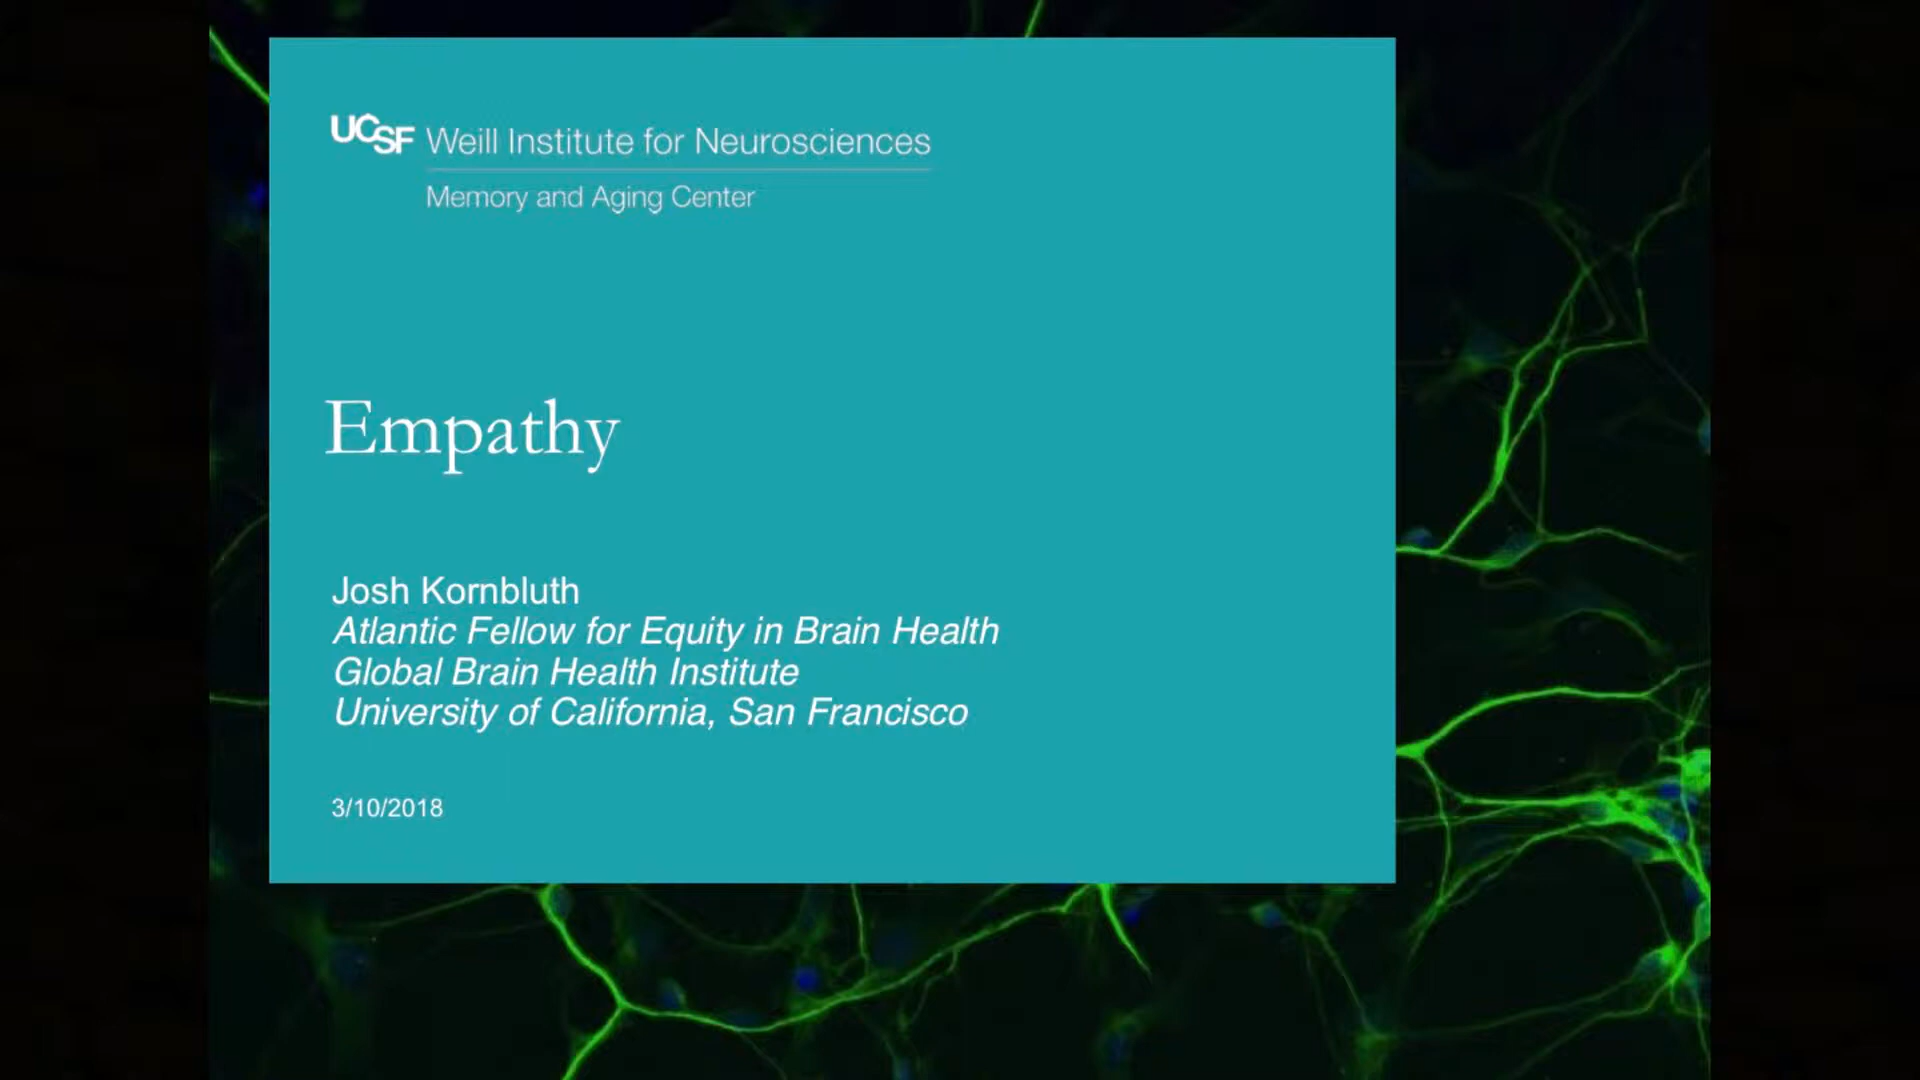 UCSF Weill Institute for Neurosciences
Memory and Aging Center
Empathy
Josh Kornbluth
Atlantic Fellow for Equity in Brain Health
Global Brain Health Institute
University of California, San Francisco
3/10/2018